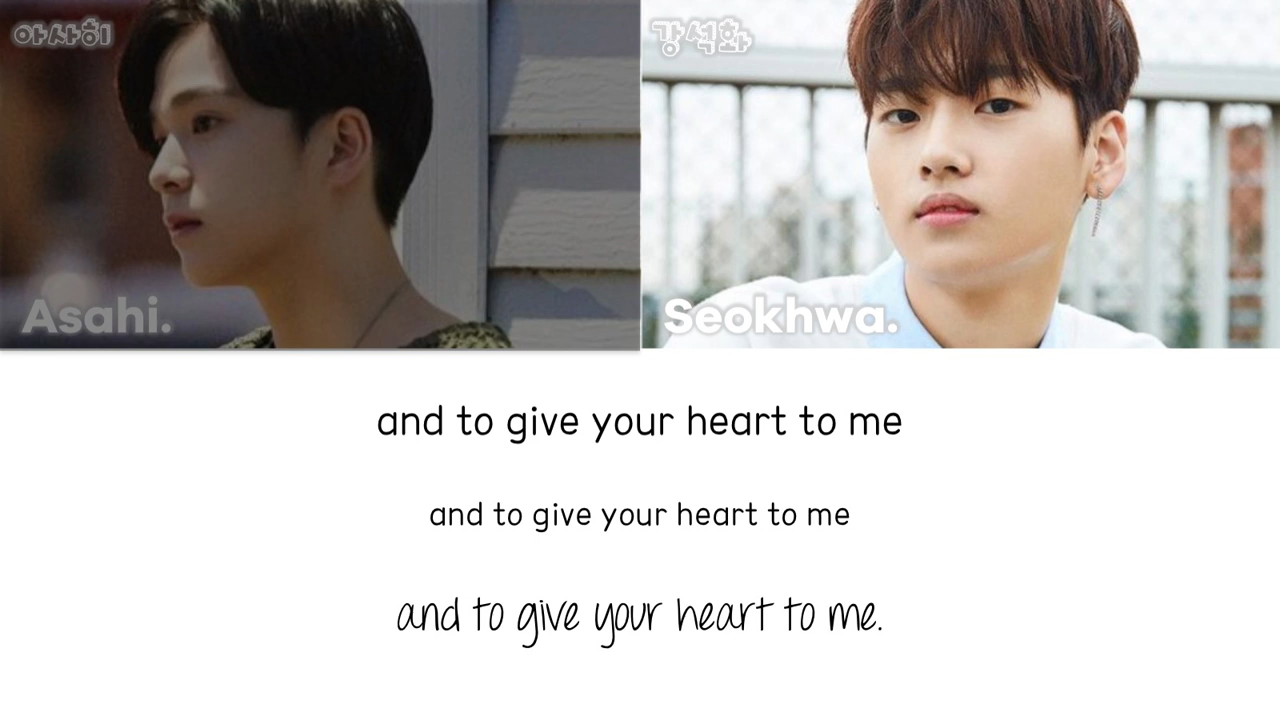 아사히
강석화
Asahi.
Seokhwa.
and to give your heart to me
and to give your heart to me
and to give your heart to me.